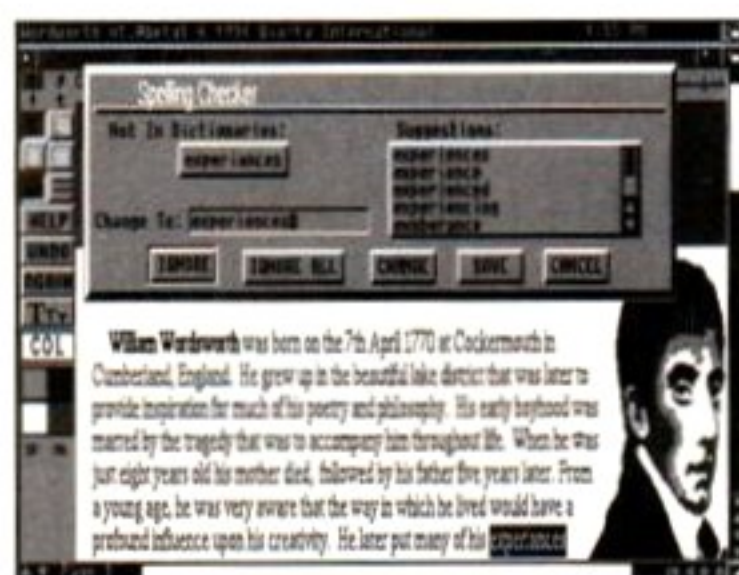 Spelling Checker
Not In Dictionaries:
Suggestions:
experiances
experiences
experience
experienced
experiencing
Change To: experiences
IGNORE IGNORE ALL CHANGE SAVE CANCEL
HELP
UNDO
AGAIN
COL
William Wordsworth was born on the 7th April 1770 at Cockermouth in
Cumberland, England. He grew up in the beautiful lake district that was later to
provide inspiration for much of his poetry and philosophy. His early boyhood was
marred by the tragedy that was to accompany him throughout life. When he was
just eight years old his mother died, followed by his father five years later. From
a young age, he was very aware that the way in which he lived would have a
profound influence upon his creativity. He later put many of his experiances